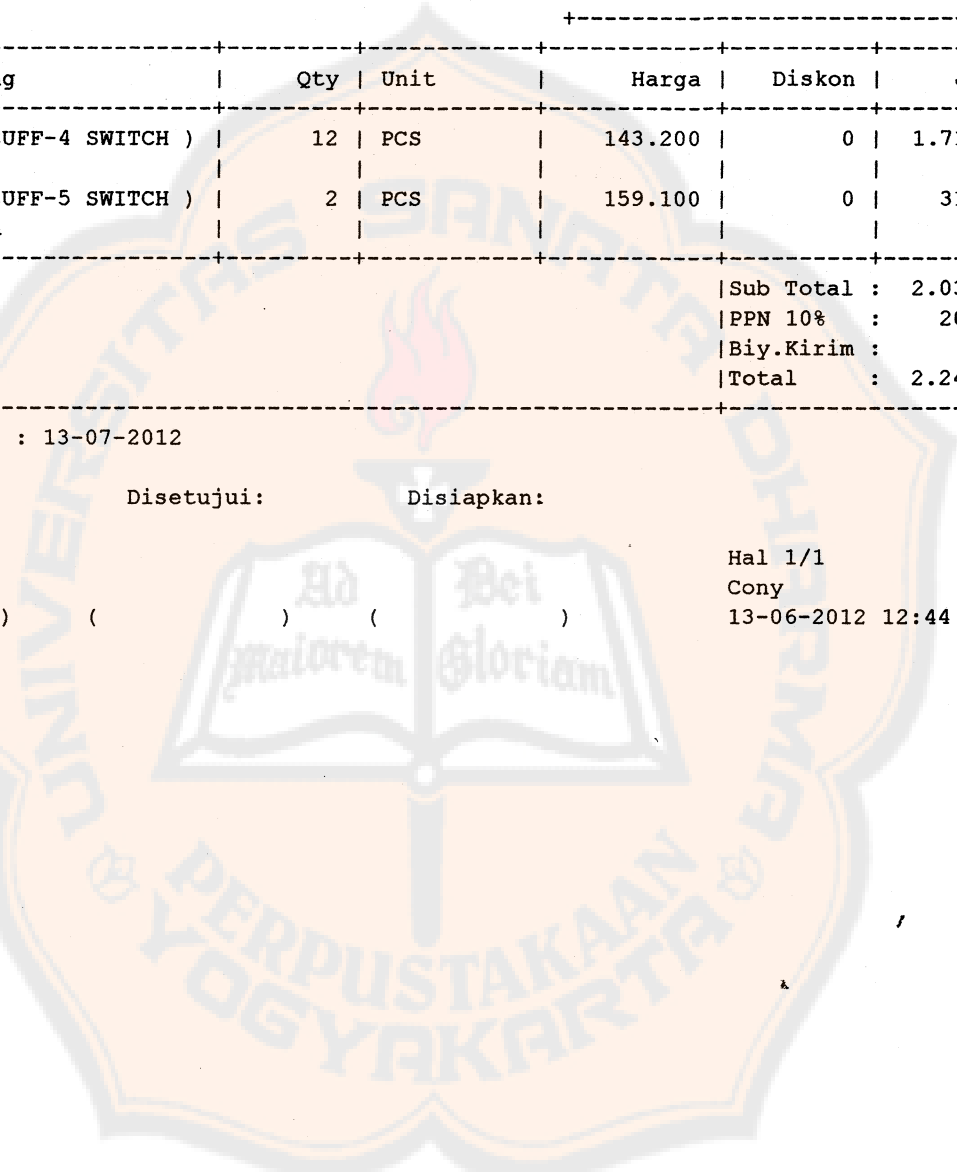 +-----------------------------
----------------+---------+------------+------------+----------+------
g | Qty | Unit | Harga | Diskon |
----------------+---------+------------+------------+----------+------
UFF-4 SWITCH ) | 12 | PCS | 143.200 | 0 | 1.71
| | | | |
UFF-5 SWITCH ) | 2 | PCS | 159.100 | 0 | 31
| | | | |
----------------+---------+------------+------------+----------+------
|Sub Total : 2.03
|PPN 10% : 20
|Biy.Kirim :
|Total : 2.24
--------------------------------------------------+------------------
: 13-07-2012
Disetujui: Disiapkan:
Hal 1/1
Cony
) ( ) ( ) 13-06-2012 12:44
UNIVERSITAS SANATA DHARMA
Ad maiorem
Dei Gloriam
PERPUSTAKAAN
YOGYAKARTA